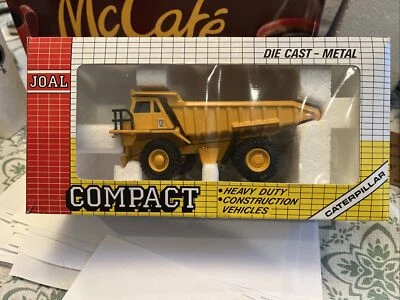 McCafé
DIE CAST - METAL
JOAL
COMPACT
• HEAVY DUTY
• CONSTRUCTION
VEHICLES
CATERPILLAR